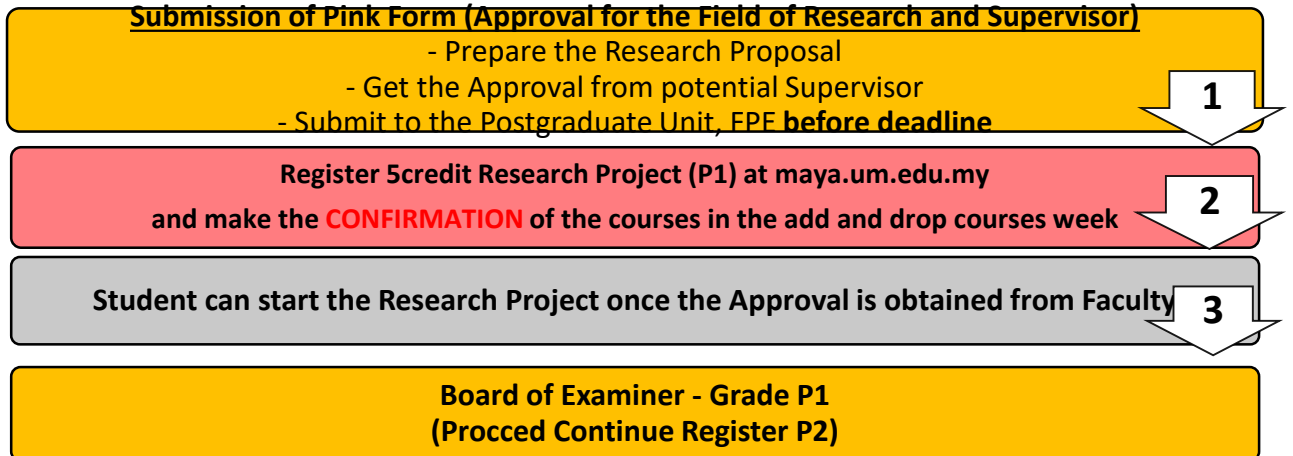 Submission of Pink Form (Approval for the Field of Research and Supervisor)
- Prepare the Research Proposal
- Get the Approval from potential Supervisor
- Submit to the Postgraduate Unit, FPE before deadline
1
Register 5credit Research Project (P1) at maya.um.edu.my
and make the CONFIRMATION of the courses in the add and drop courses week
2
Student can start the Research Project once the Approval is obtained from Faculty
3
Board of Examiner - Grade P1
(Procced Continue Register P2)